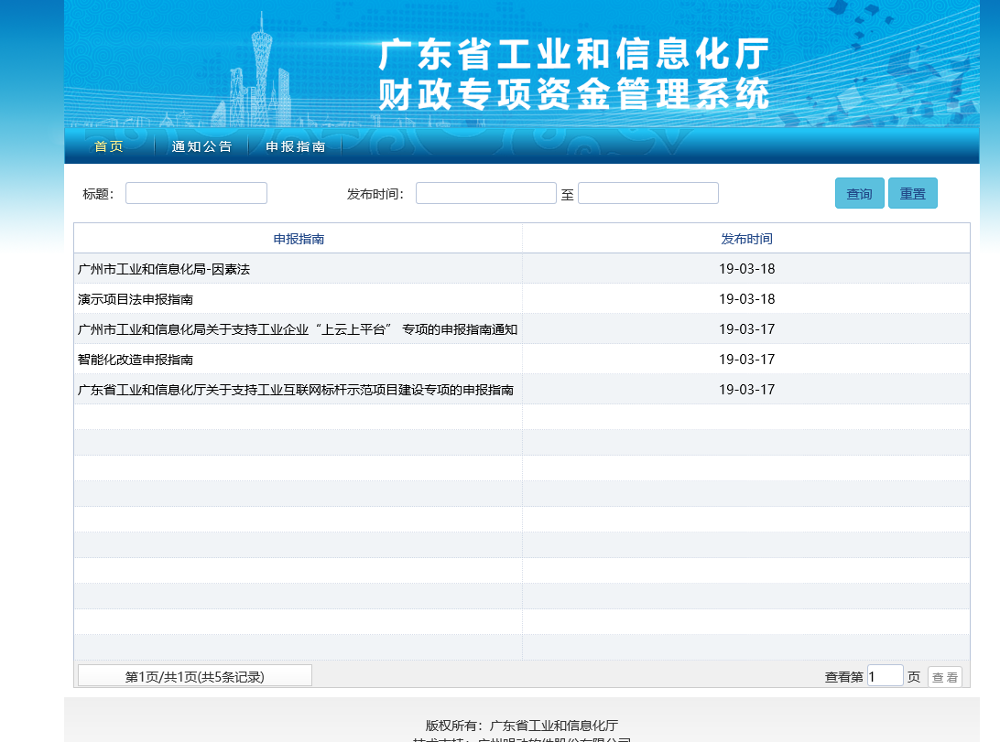 广东省工业和信息化厅
财政专项资金管理系统
首页 通知公告 申报指南
标题： 发布时间： 至 查询 重置
申报指南 发布时间
广州市工业和信息化局-因素法 19-03-18
演示项目法申报指南 19-03-18
广州市工业和信息化局关于支持工业企业“上云上平台” 专项的申报指南通知 19-03-17
智能化改造申报指南 19-03-17
广东省工业和信息化厅关于支持工业互联网标杆示范项目建设专项的申报指南 19-03-17
第1页/共1页(共5条记录) 查看第 1 页 查看
版权所有：广东省工业和信息化厅